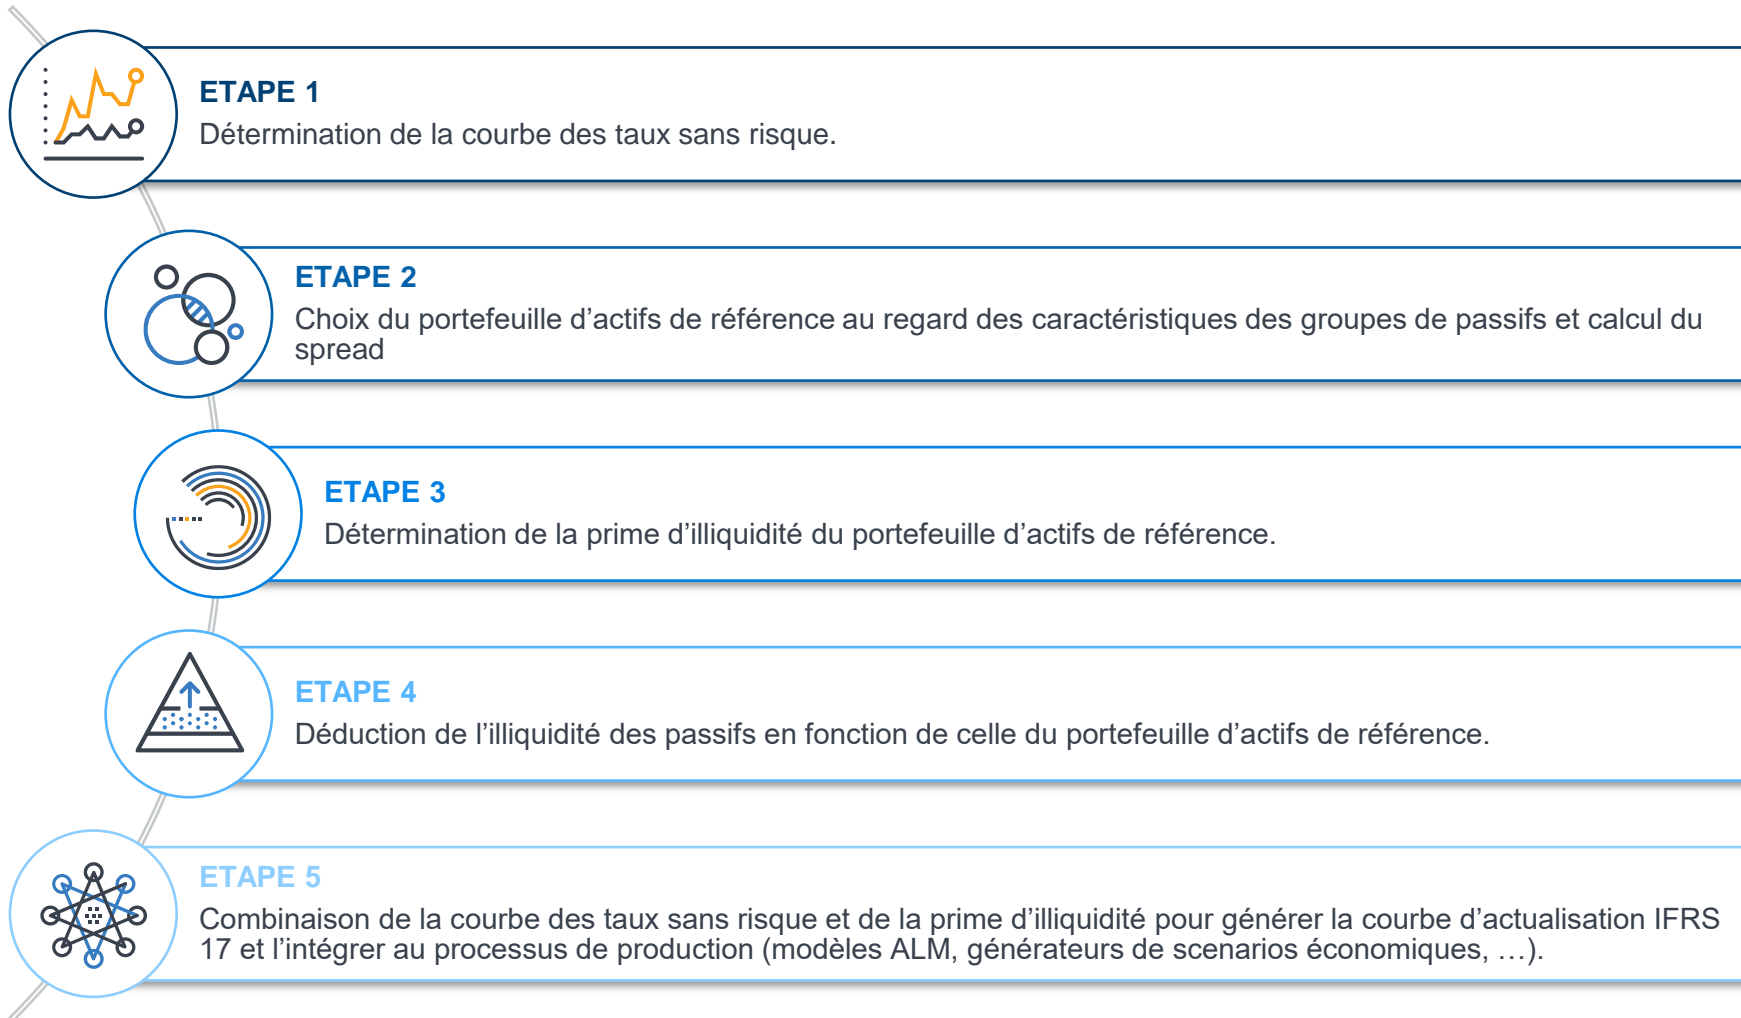 ETAPE 1
Détermination de la courbe des taux sans risque.
ETAPE 2
Choix du portefeuille d’actifs de référence au regard des caractéristiques des groupes de passifs et calcul du
spread
ETAPE 3
Détermination de la prime d’illiquidité du portefeuille d’actifs de référence.
ETAPE 4
Déduction de l’illiquidité des passifs en fonction de celle du portefeuille d’actifs de référence.
ETAPE 5
Combinaison de la courbe des taux sans risque et de la prime d’illiquidité pour générer la courbe d’actualisation IFRS
17 et l’intégrer au processus de production (modèles ALM, générateurs de scenarios économiques, …).